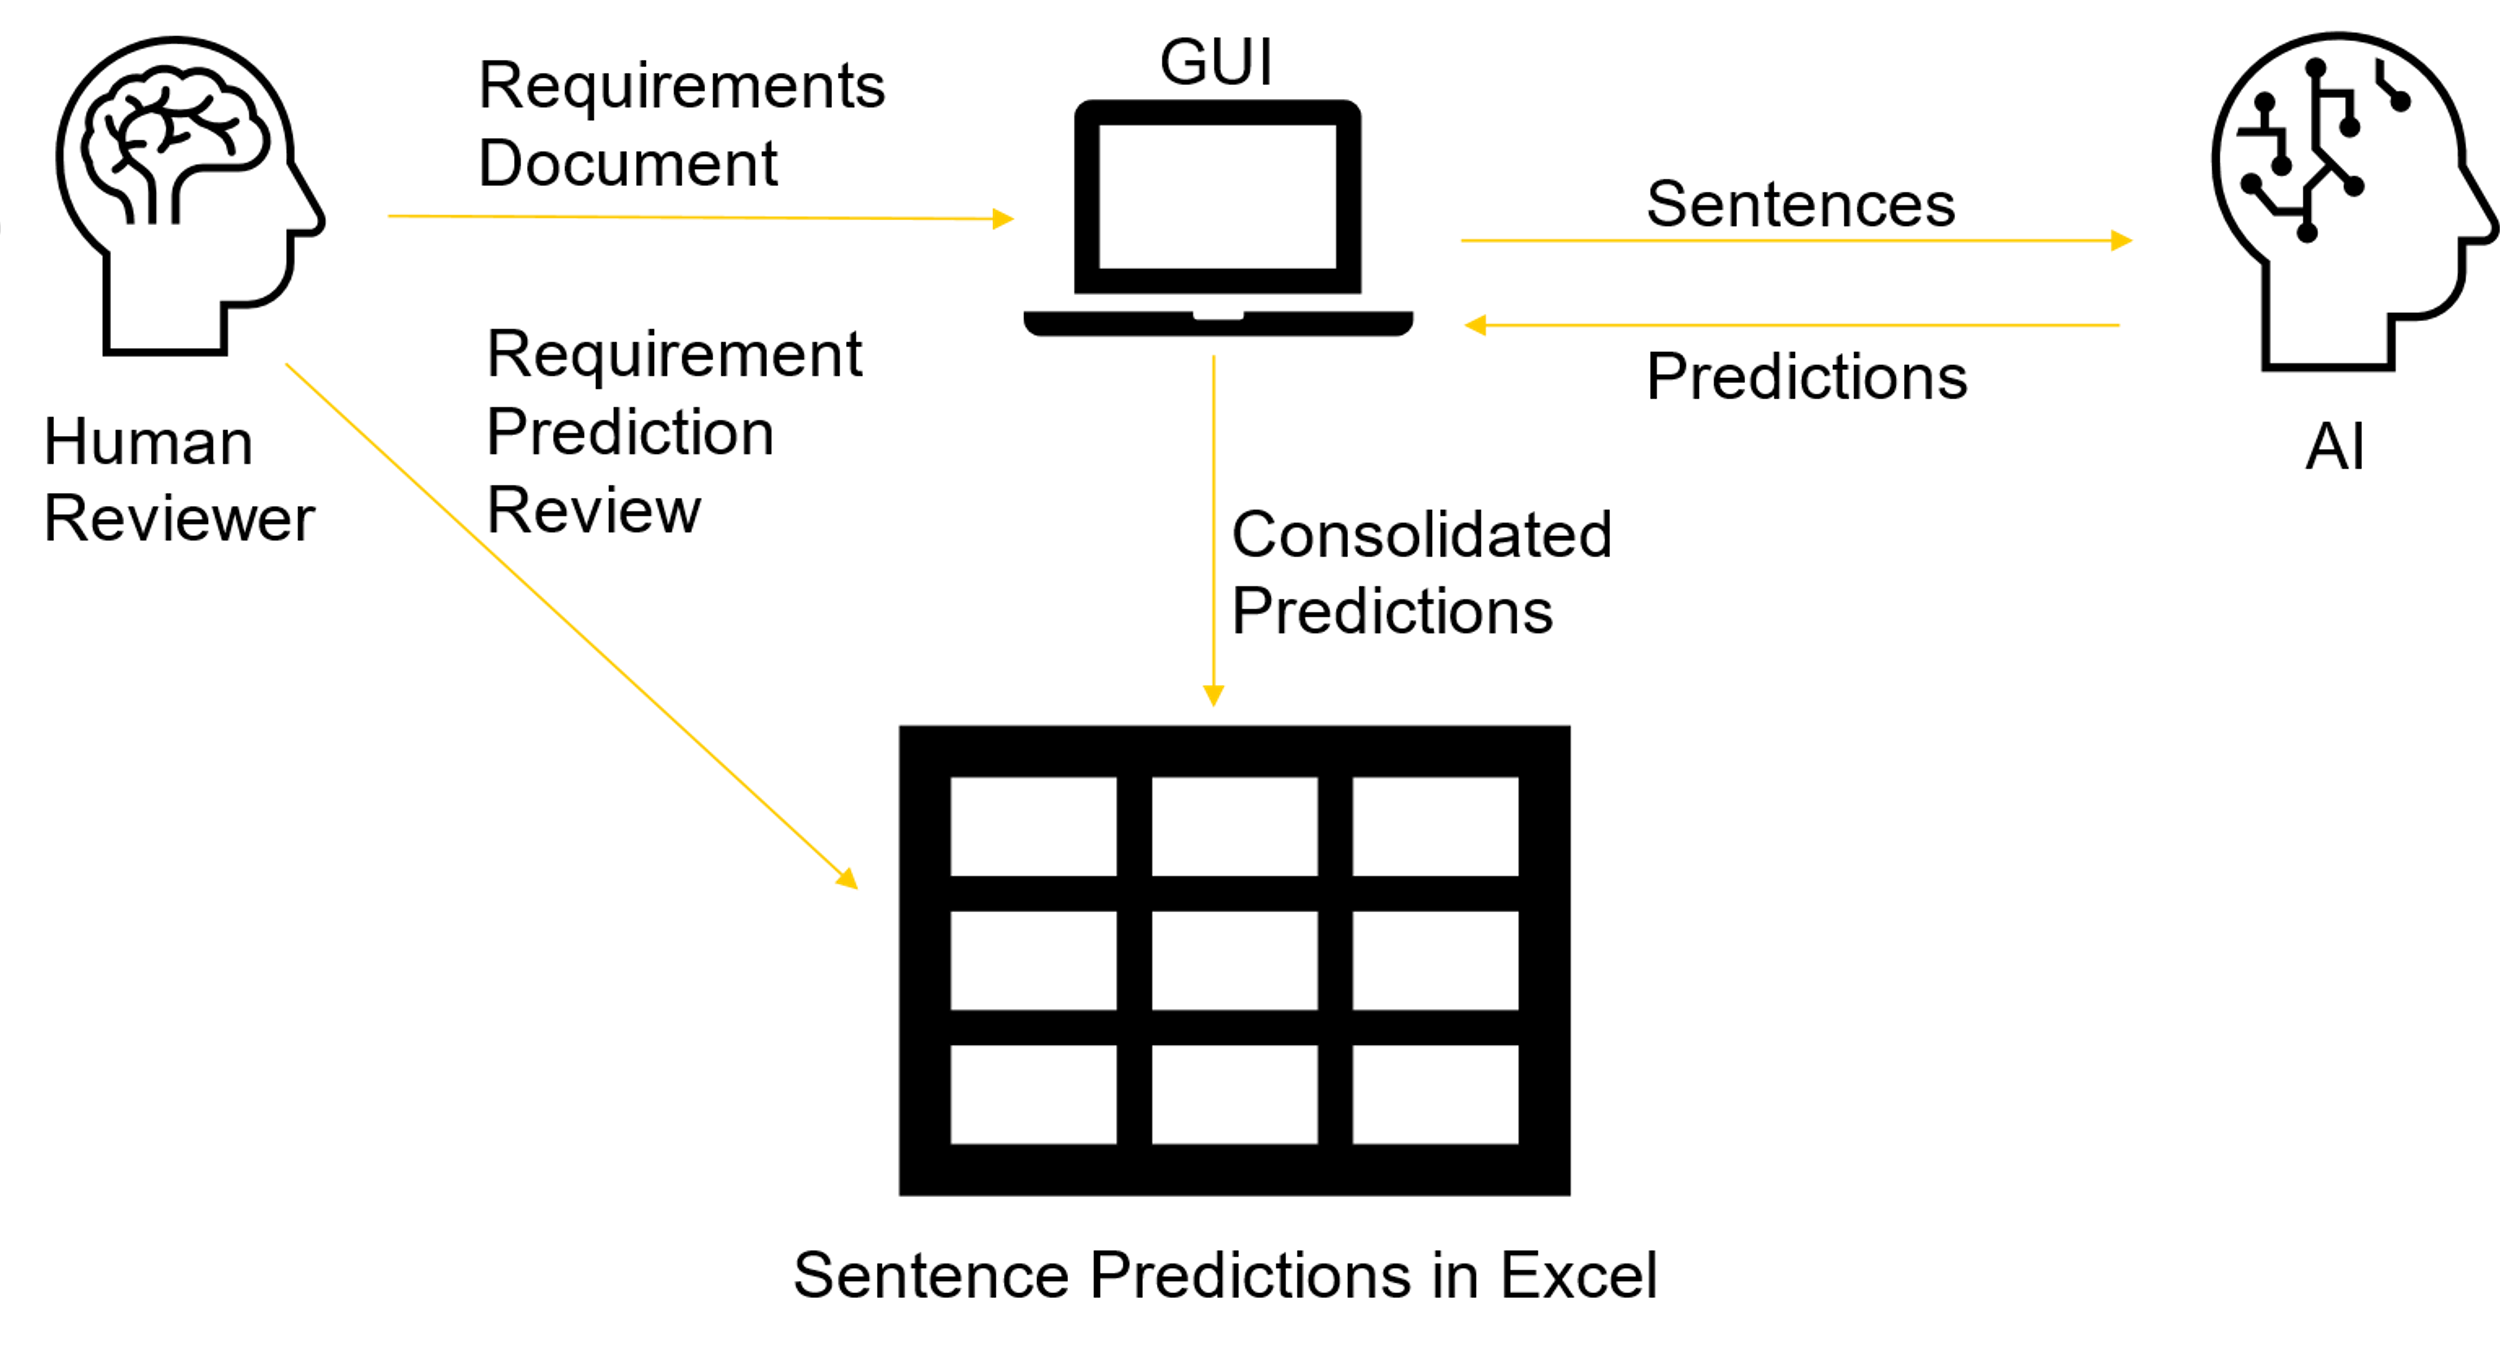 Requirements
Document
GUI
Sentences
Predictions
AI
Human
Reviewer
Requirement
Prediction
Review
Consolidated
Predictions
Sentence Predictions in Excel